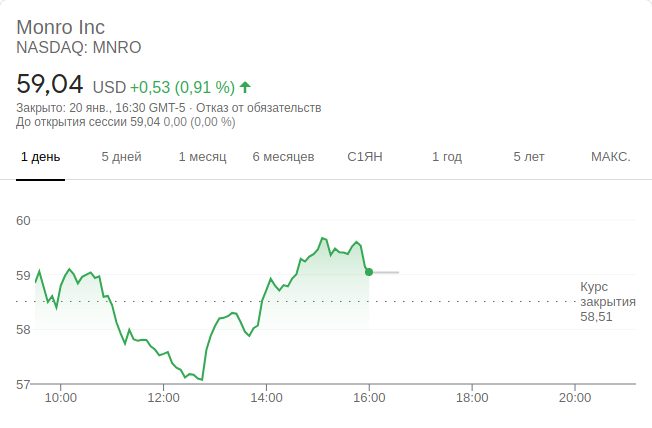 Monro Inc
NASDAQ: MNRO
59,04 USD +0,53 (0,91 %)
Закрыто: 20 янв., 16:30 GMT-5 · Отказ от обязательств
До открытия сессии 59,04 0,00 (0,00 %)
1 день 5 дней 1 месяц 6 месяцев С1ЯН 1 год 5 лет МАКС.
60
59
58
57
Курс
закрытия
58,51
10:00 12:00 14:00 16:00 18:00 20:00